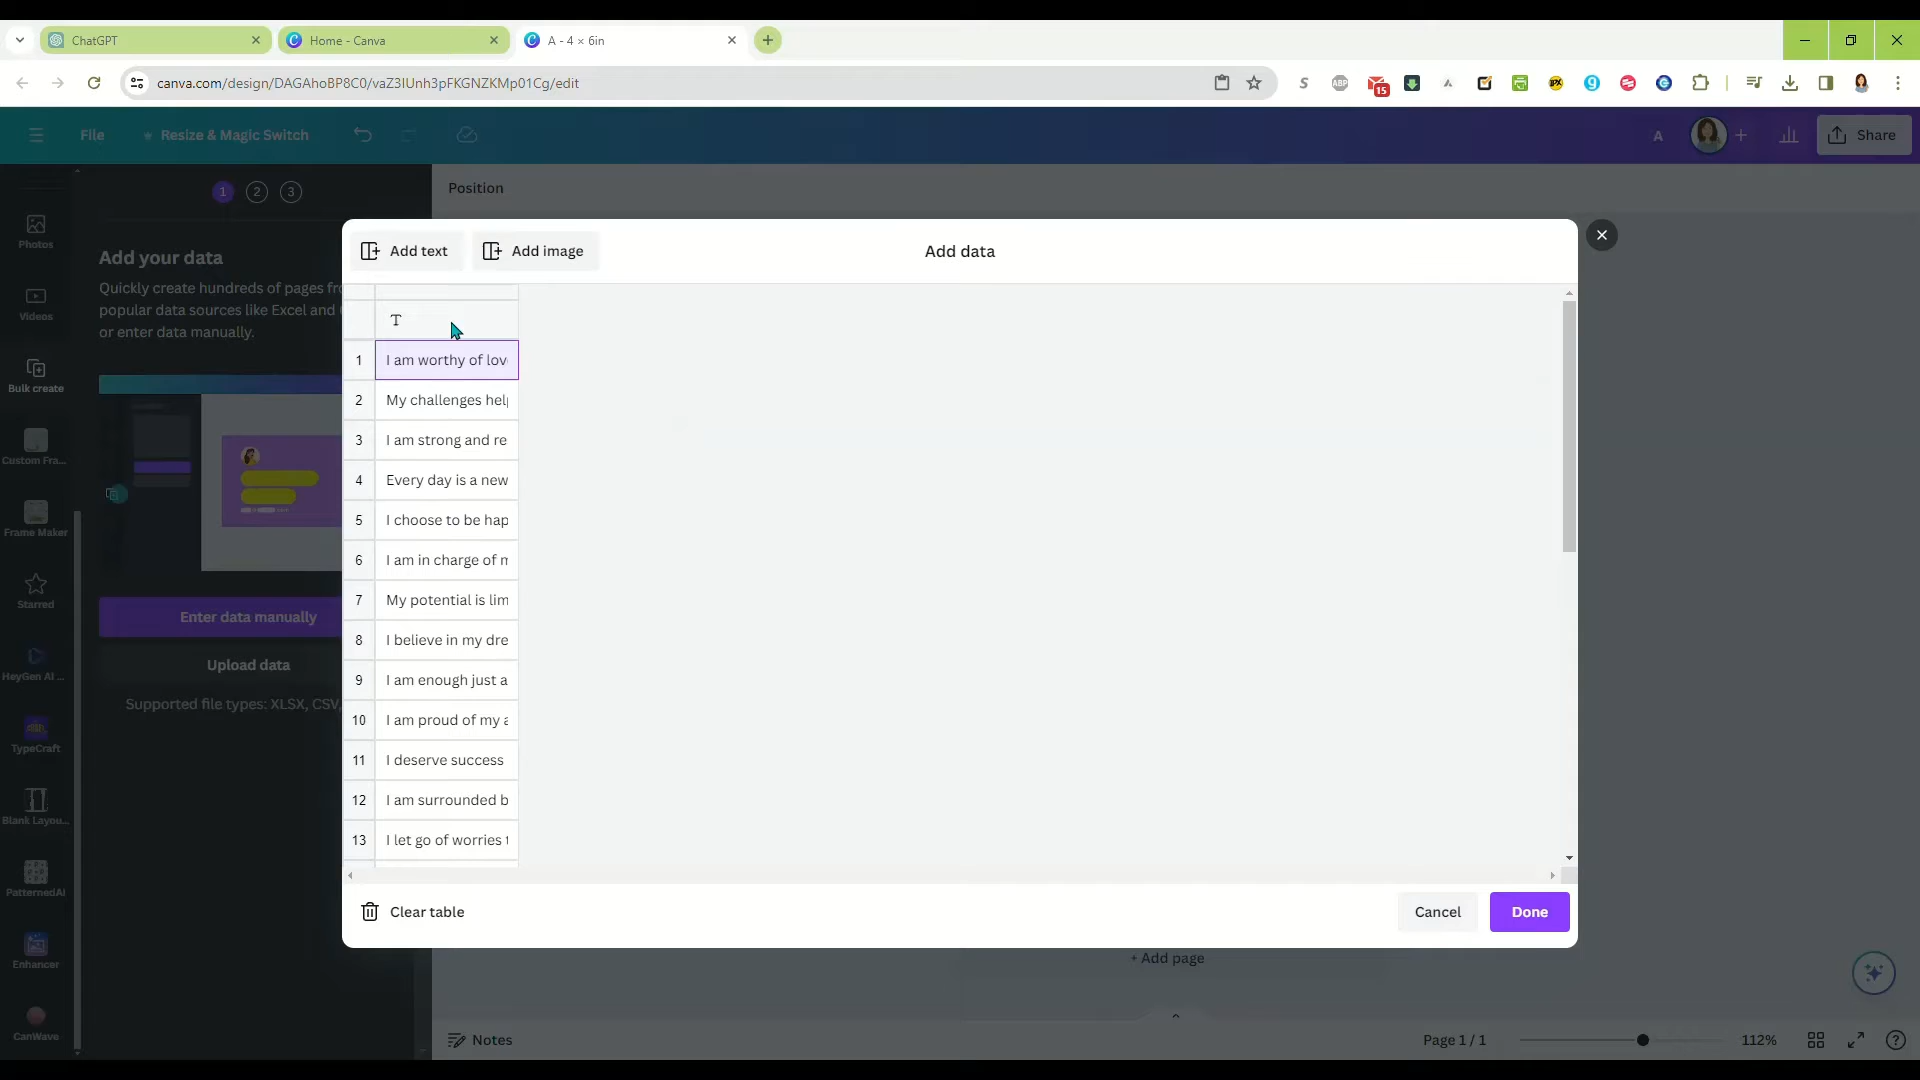 ChatGPT
Home - Canva
A - 4 × 6in
canva.com/design/DAGAhoBP8C0/vaZ3IUnh3pFKGNZKMp01Cg/edit
15
File
Resize & Magic Switch
A
Share
1
2
3
Position
Photos
Videos
Bulk create
Custom Fra...
Frame Maker
Starred
HeyGen AI ...
TypeCraft
Blank Layou...
PatternedAI
Enhancer
CanWave
Add your data
Quickly create hundreds of pages
popular data sources like Excel and
or enter data manually.
Enter data manually
Upload data
Supported file types: XLSX, CSV,
Add text
Add image
Add data
T
1 I am worthy of lov
2 My challenges hel
3 I am strong and re
4 Every day is a new
5 I choose to be hap
6 I am in charge of
7 My potential is lim
8 I believe in my dre
9 I am enough just a
10 I am proud of my
11 I deserve success
12 I am surrounded b
13 I let go of worries
Clear table
Cancel
Done
+ Add page
Notes
Page 1 / 1
112%